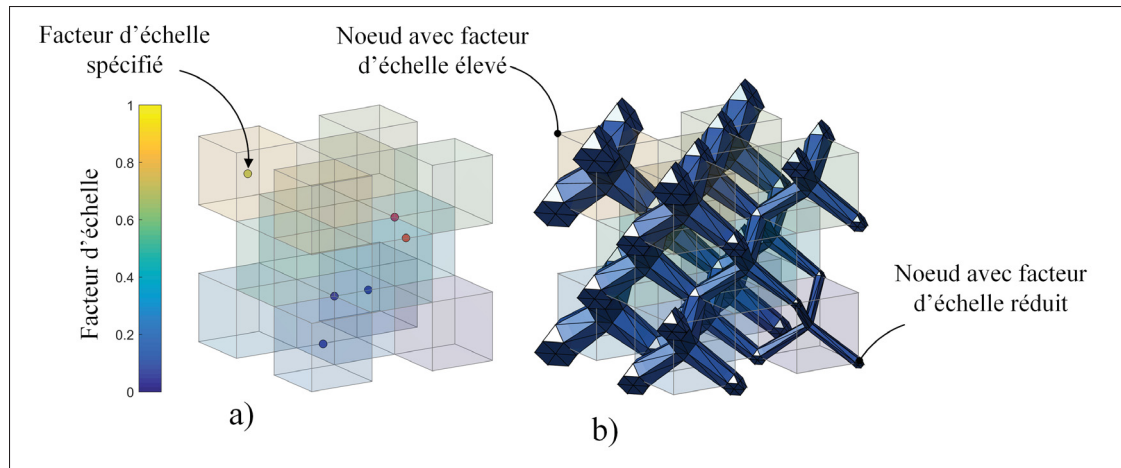 Facteur d'échelle
spécifié
Noeud avec facteur
d'échelle élevé
Facteur d'échelle
1
0.8
0.6
0.4
0.2
0
Noeud avec facteur
d'échelle réduit
a)
b)